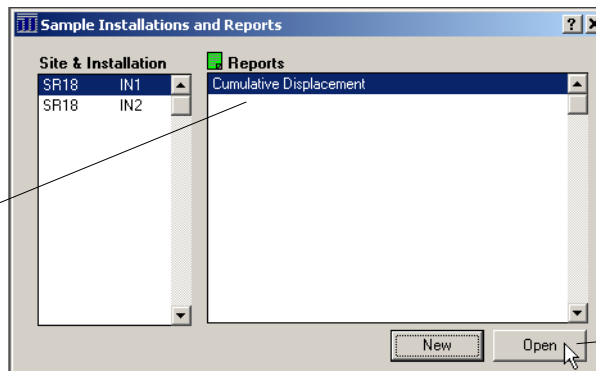 Sample Installations and Reports
Site & Installation
SR18 IN1
SR18 IN2
Reports
Cumulative Displacement
New
Open